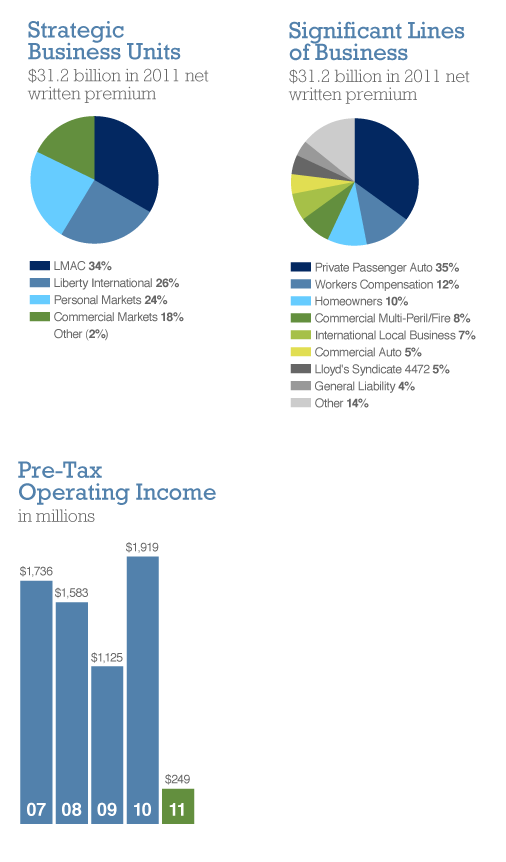 Strategic
Business Units
$31.2 billion in 2011 net
written premium
LMAC 34%
Liberty International 26%
Personal Markets 24%
Commercial Markets 18%
Other (2%)
Significant Lines
of Business
$31.2 billion in 2011 net
written premium
Private Passenger Auto 35%
Workers Compensation 12%
Homeowners 10%
Commercial Multi-Peril/Fire 8%
International Local Business 7%
Commercial Auto 5%
Lloyd's Syndicate 4472 5%
General Liability 4%
Other 14%
Pre-Tax
Operating Income
in millions
$1,736
$1,583
$1,125
$1,919
$249
07 08 09 10 11